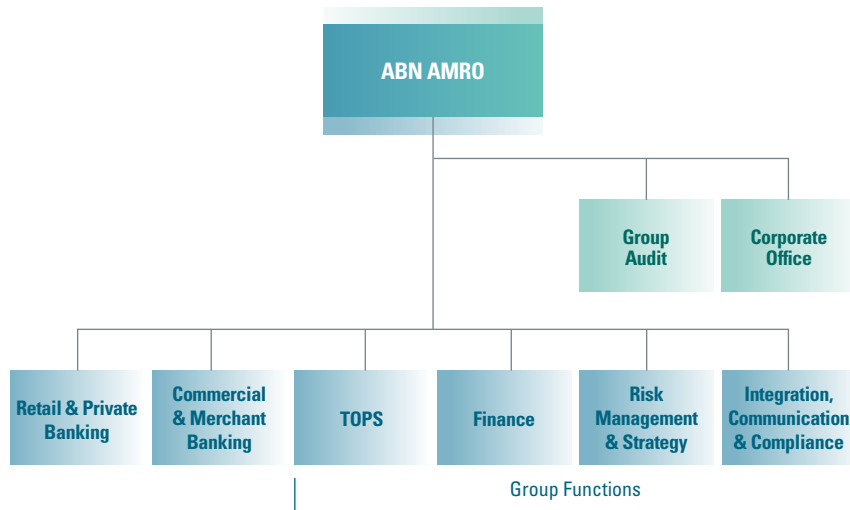 ABN AMRO
Group
Audit
Corporate
Office
Retail & Private
Banking
Commercial
& Merchant
Banking
TOPS
Finance
Risk
Management
& Strategy
Integration,
Communication
& Compliance
Group Functions